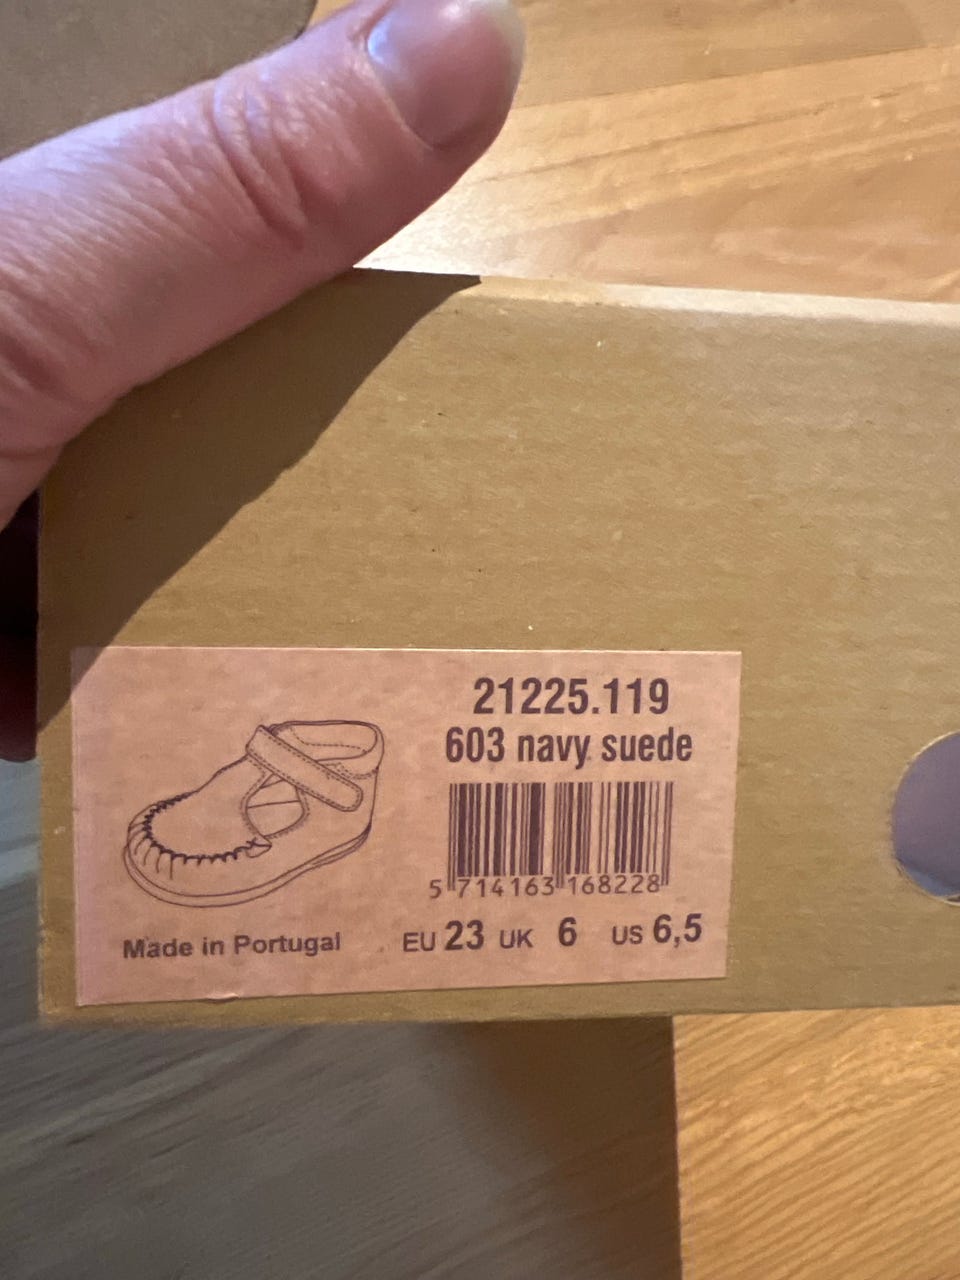 21225.119
603 navy suede
5 714163 168228
Made in Portugal
EU 23 UK 6 US 6,5